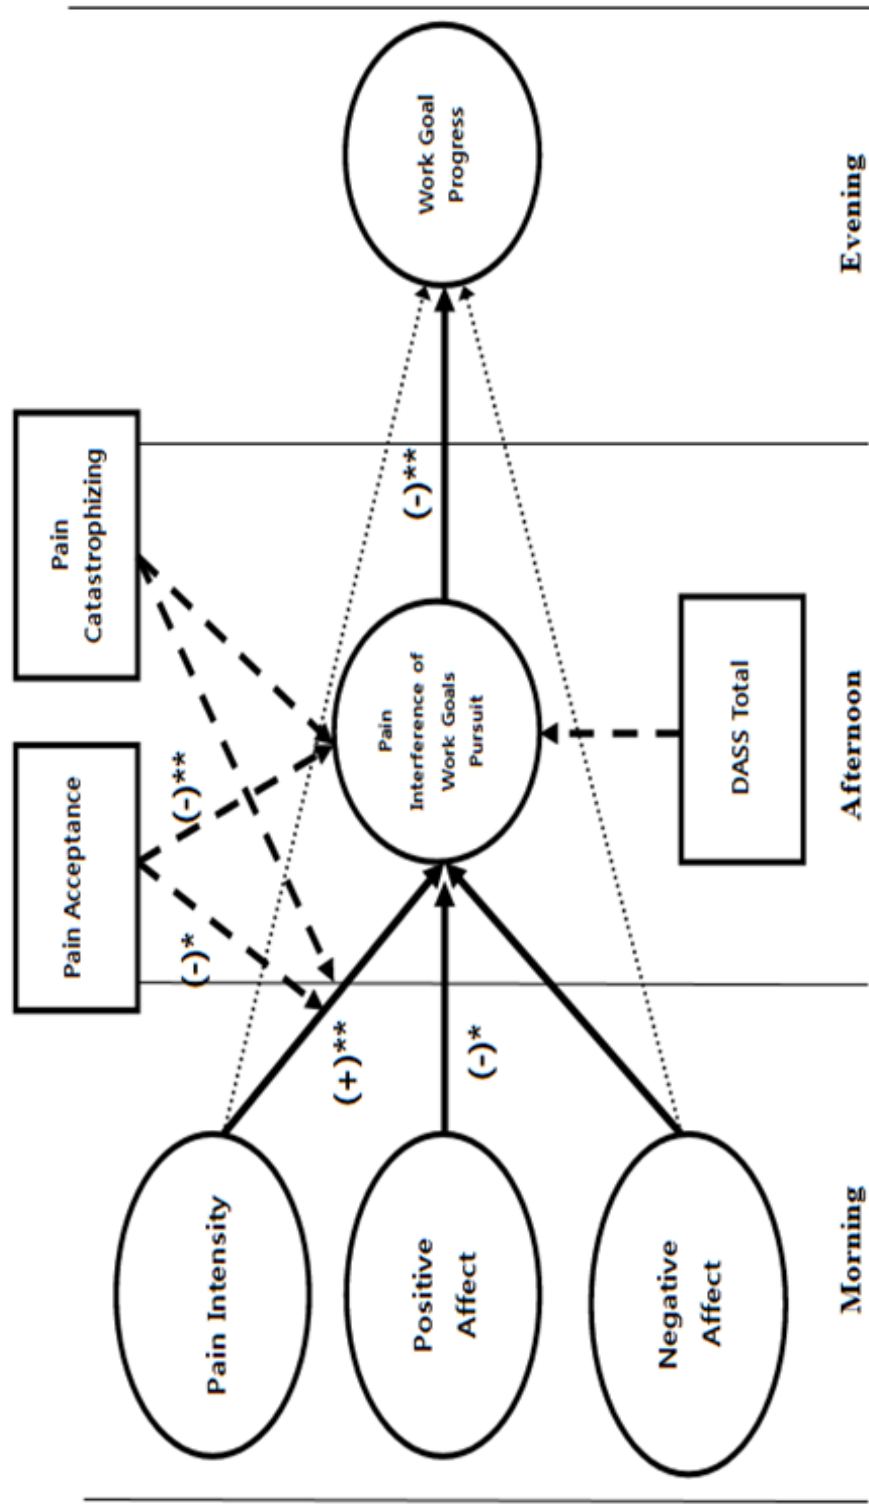 Pain Acceptance
Pain
Catastrophizing
(-)*
(-)**
Pain Intensity
(+)**
Positive
Affect
(-)*
Pain
Interference of
Work Goals
Pursuit
(-)**
Work Goal
Progress
Negative
Affect
DASS Total
Morning
Afternoon
Evening